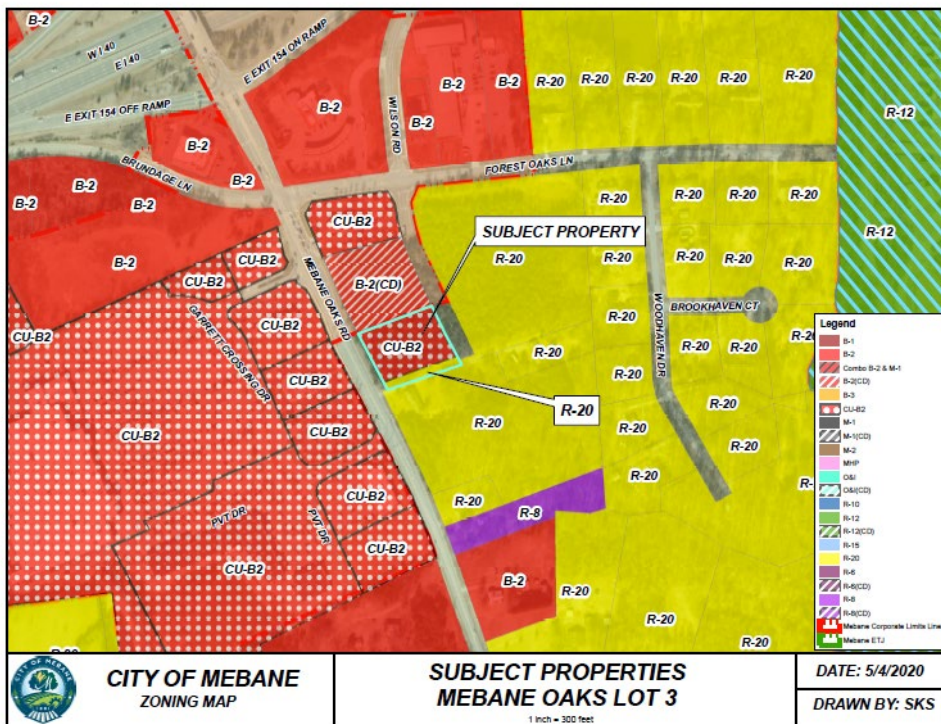 B-2
W I 40
E I 40
E EXIT 154 ON RAMP
E EXIT 154 OFF RAMP
B-2
B-2
B-2
B-2
WILSON RD
R-20
R-20
R-20
R-20
R-20
R-20
R-12
B-2
B-2
BRUNDAGE LN
FOREST OAKS LN
B-2
B-2
B-2
B-2
R-20
R-20
R-20
R-20
R-12
CU-B2
SUBJECT PROPERTY
CU-B2
CU-B2
B-2(CD)
MEBANE OAKS RD
R-20
R-20
R-20
R-20
R-20
WOODHAVEN DR
BROOKHAVEN CT
CU-B2
GARRETT CROSSING DR
CU-B2
CU-B2
R-20
R-20
R-20
R-20
R-20
R-20
CU-B2
R-20
R-20
R-20
R-20
R-20
CU-B2
CU-B2
R-20
CU-B2
R-20
R-8
PVT DR
PVT DR
CU-B2
CU-B2
B-2
R-20
R-20
R-20
R-20
Legend
B-1
B-2
Combo B-2 & M-1
B-2(CD)
B-3
CU-B2
M-1
M-1(CD)
M-2
MHP
O&I
O&I(CD)
R-10
R-12
R-12(CD)
R-15
R-20
R-6
R-6(CD)
R-8
R-8(CD)
Mebane Corporate Limits Line
Mebane ETJ
CITY OF MEBANE
CITY OF MEBANE
ZONING MAP
SUBJECT PROPERTIES
MEBANE OAKS LOT 3
1 inch = 300 feet
DATE: 5/4/2020
DRAWN BY: SKS